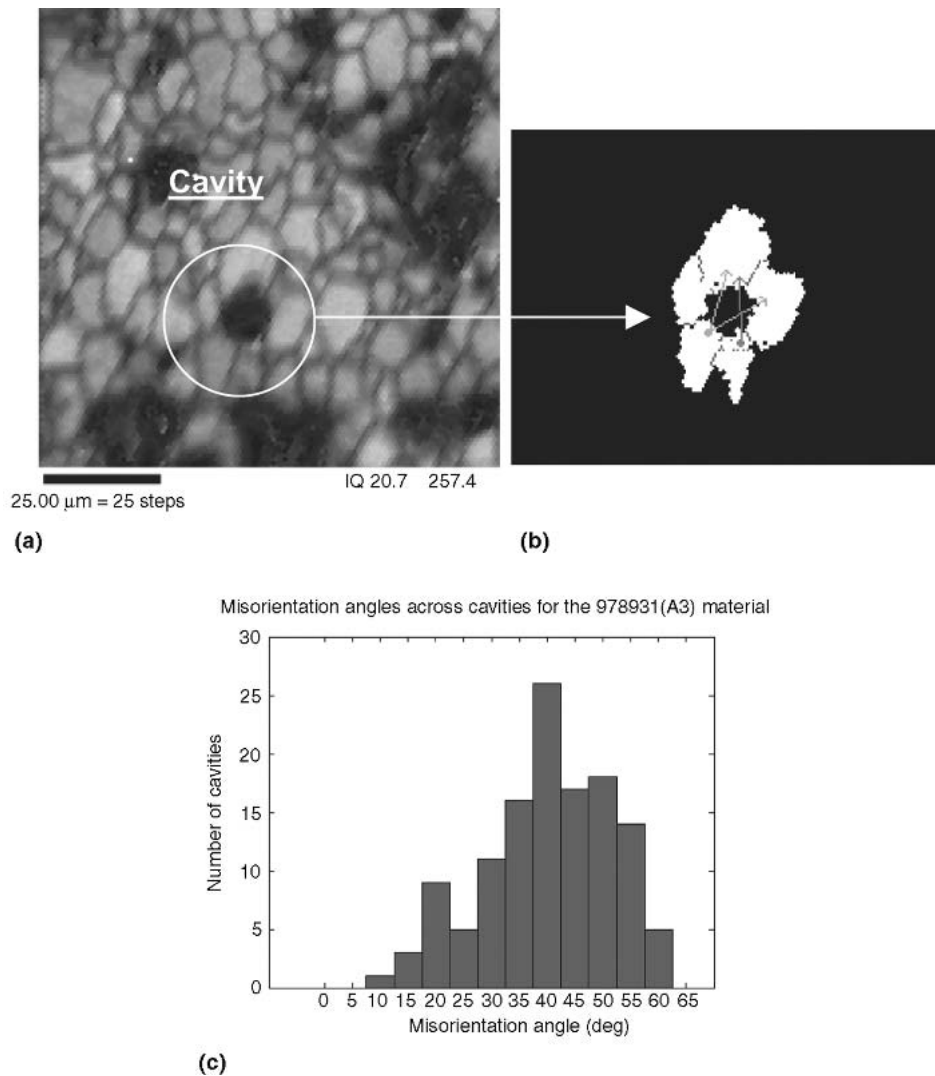 Cavity
IQ 20.7 257.4
25.00 µm = 25 steps
(a)
(b)
Misorientation angles across cavities for the 978931(A3) material
30
25
20
15
10
5
0
Number of cavities
0 5 10 15 20 25 30 35 40 45 50 55 60 65
Misorientation angle (deg)
(c)